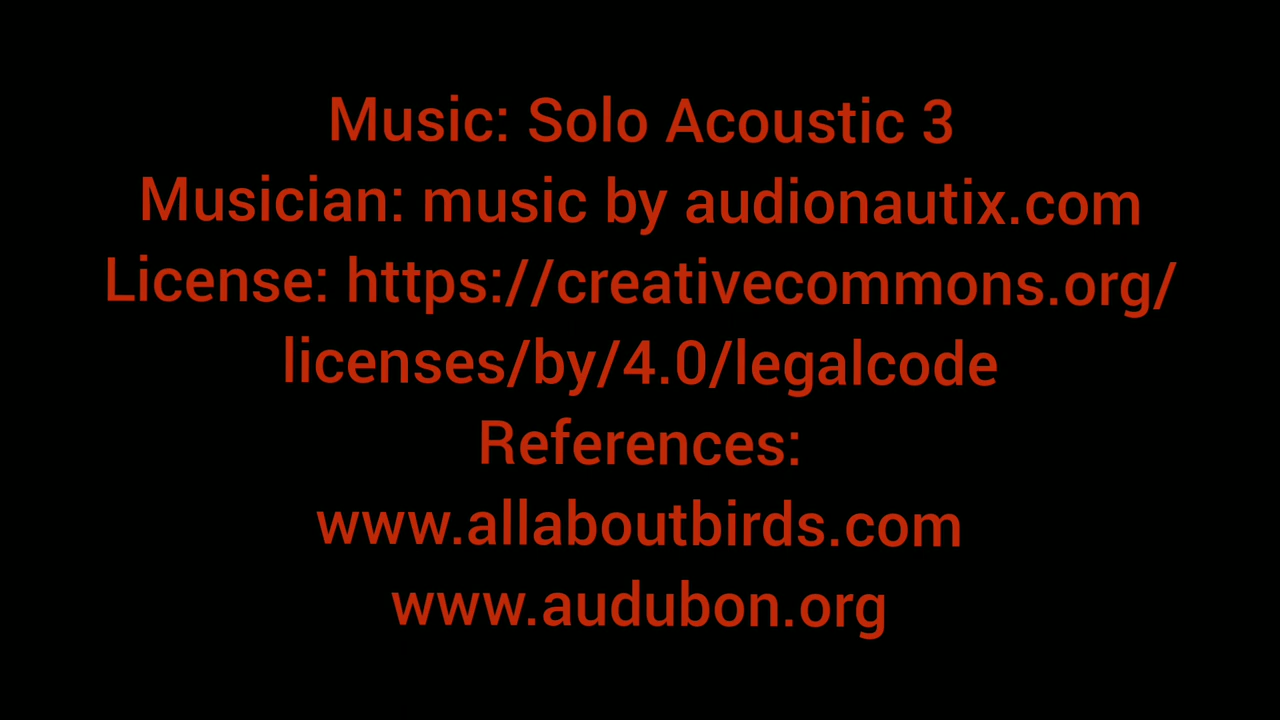 Music: Solo Acoustic 3
Musician: music by audionautix.com
License: https://creativecommons.org/
licenses/by/4.0/legalcode
References:
www.allaboutbirds.com
www.audubon.org